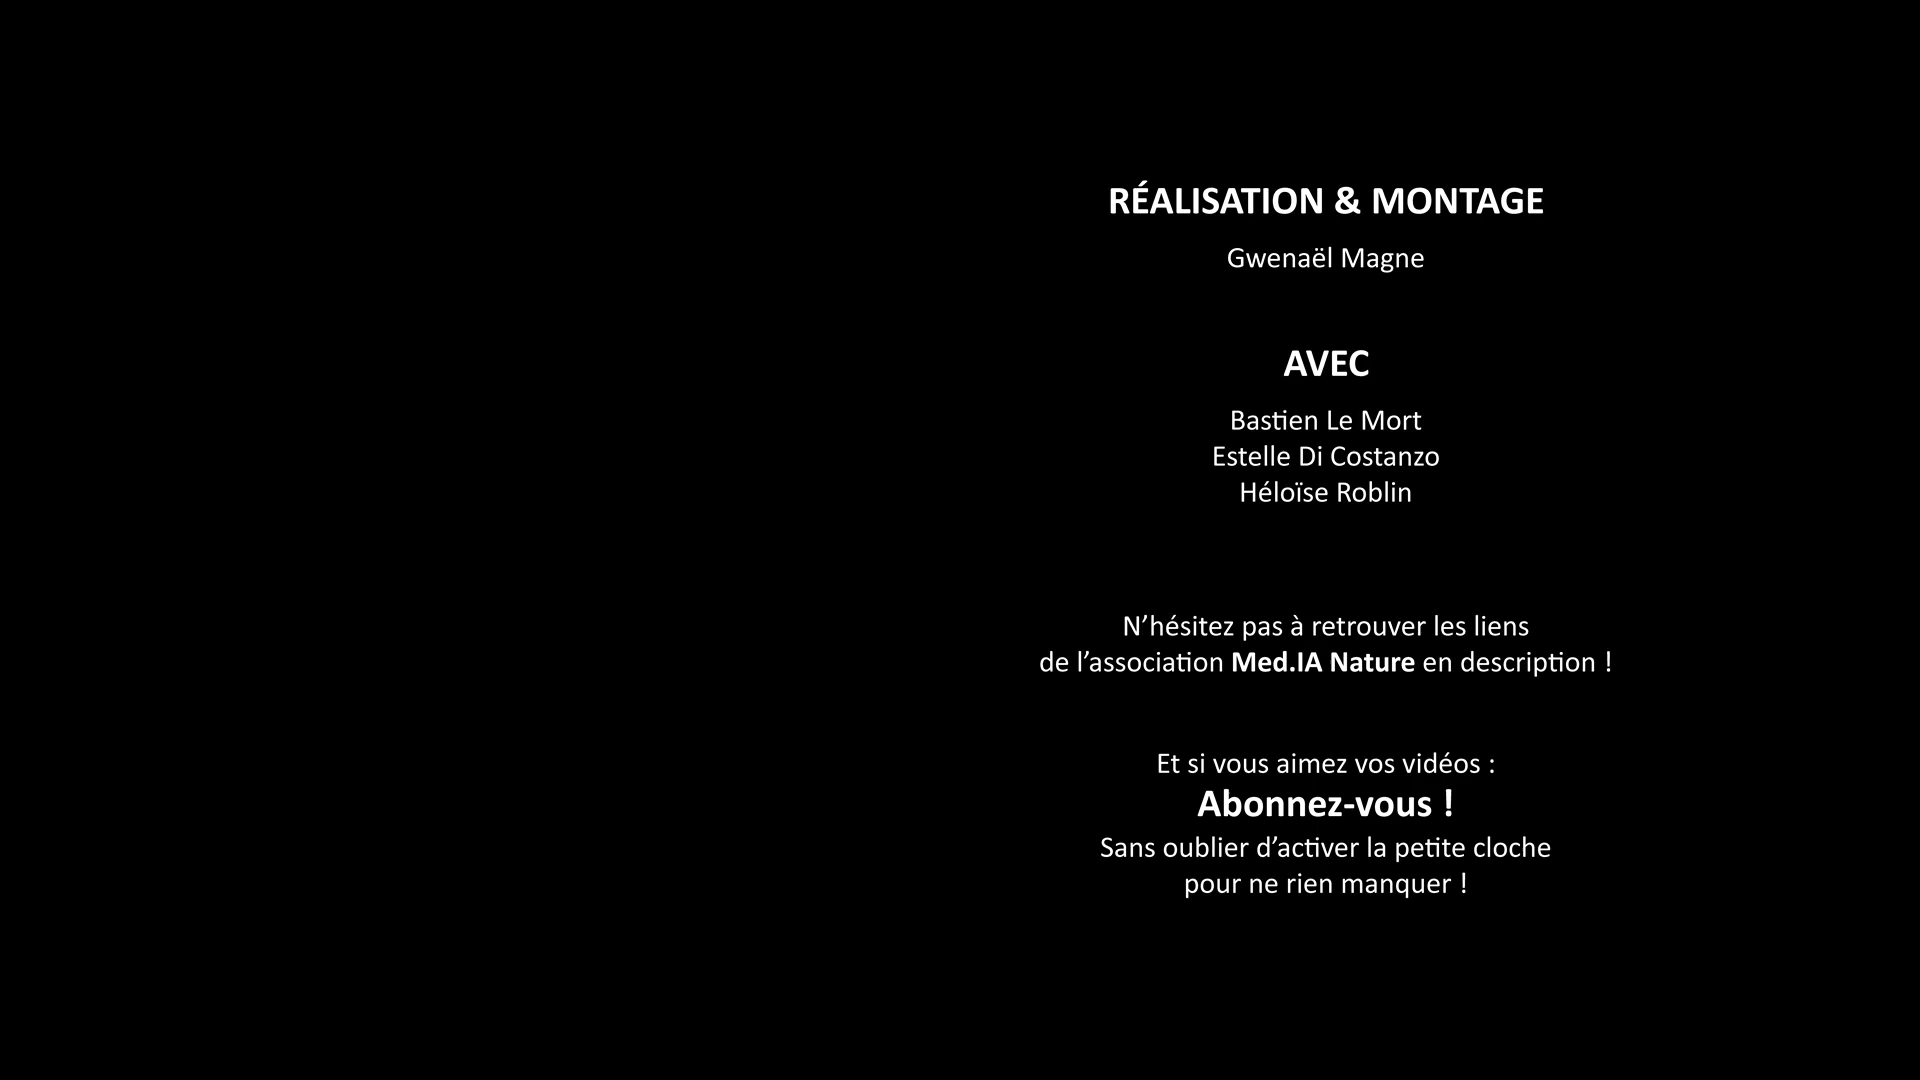 RÉALISATION & MONTAGE
Gwenaël Magne
AVEC
Bastien Le Mort
Estelle Di Costanzo
Héloïse Roblin
N’hésitez pas à retrouver les liens
de l’association Med.IA Nature en description !
Et si vous aimez vos vidéos :
Abonnez-vous !
Sans oublier d’activer la petite cloche
pour ne rien manquer !